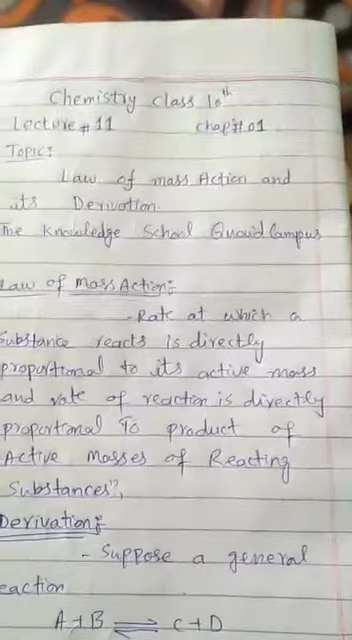 Chemistry class 10th
Lecture # 11 chap# 01
Topic:
Law of mass Action and
its Derivation.
The Knowledge School Quaid Campus
Law of Mass Action:
- Rate at which a
Substance reacts is directly
proportional to its active mass
and rate of reaction is directly
proportonal To product of
Active Masses of Reacting
Substances",
Derivation:
- Suppose a general
eaction
A+B ⇌ C+D